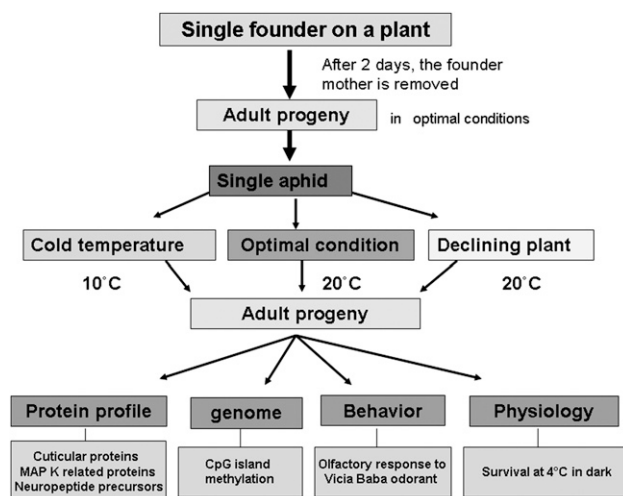 Single founder on a plant
After 2 days, the founder
mother is removed
Adult progeny
in optimal conditions
Single aphid
Cold temperature
Optimal condition
Declining plant
10°C
20°C
20°C
Adult progeny
Protein profile
genome
Behavior
Physiology
Cuticular proteins
MAP K related proteins
Neuropeptide precursors
CpG island
methylation
Olfactory response to
Vicia Baba odorant
Survival at 4°C in dark